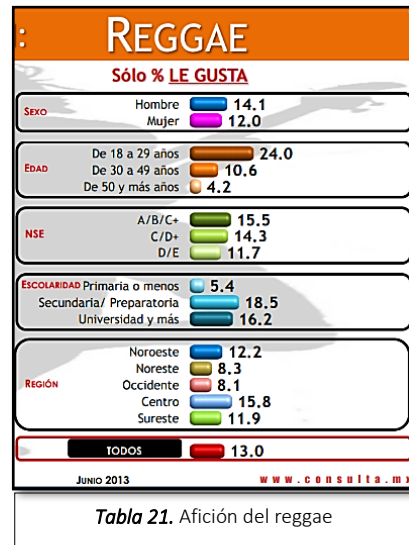 : REGGAE
Sólo % LE GUSTA
SEXO
Hombre 14.1
Mujer 12.0
EDAD
De 18 a 29 años 24.0
De 30 a 49 años 10.6
De 50 y más años 4.2
NSE
A/B/C+ 15.5
C/D+ 14.3
D/E 11.7
ESCOLARIDAD Primaria o menos 5.4
Secundaria/ Preparatoria 18.5
Universidad y más 16.2
REGIÓN
Noroeste 12.2
Noreste 8.3
Occidente 8.1
Centro 15.8
Sureste 11.9
TODOS 13.0
JUNIO 2013 www.consulta.mx
Tabla 21. Afición del reggae